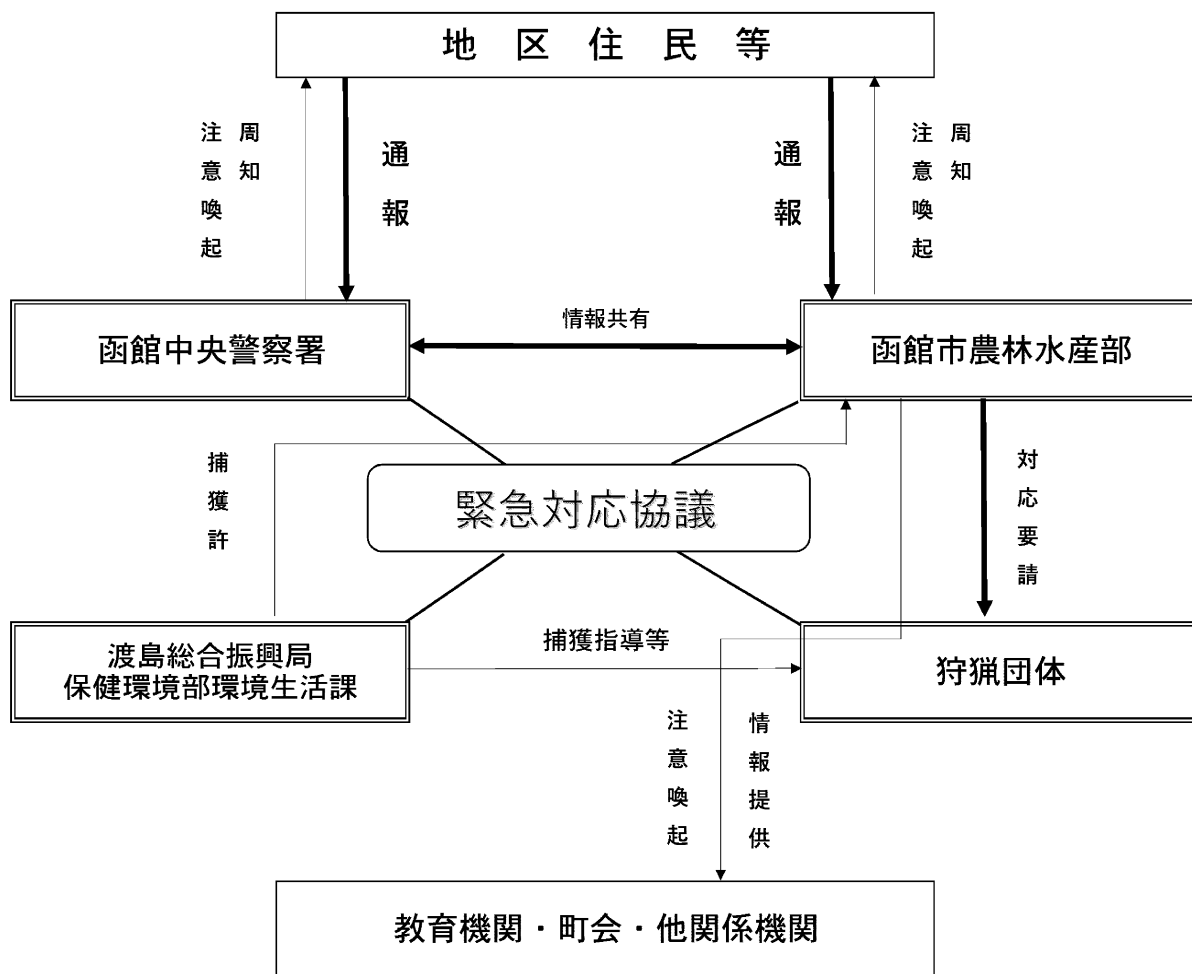 地区住民等
周知
注意喚起
通報
通報
周知
注意喚起
函館中央警察署
情報共有
函館市農林水産部
捕獲許
緊急対応協議
対応要請
渡島総合振興局
保健環境部環境生活課
捕獲指導等
狩猟団体
注意喚起
情報提供
教育機関・町会・他関係機関